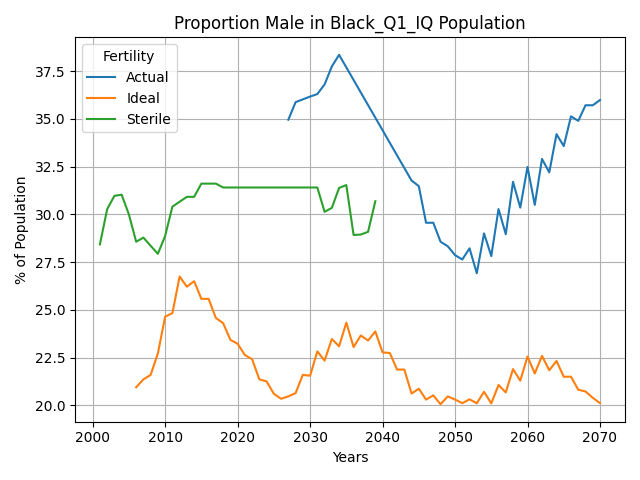 Proportion Male in Black_Q1_IQ Population
Fertility
Actual
Ideal
Sterile
% of Population
37.5
35.0
32.5
30.0
27.5
25.0
22.5
20.0
2000 2010 2020 2030 2040 2050 2060 2070
Years